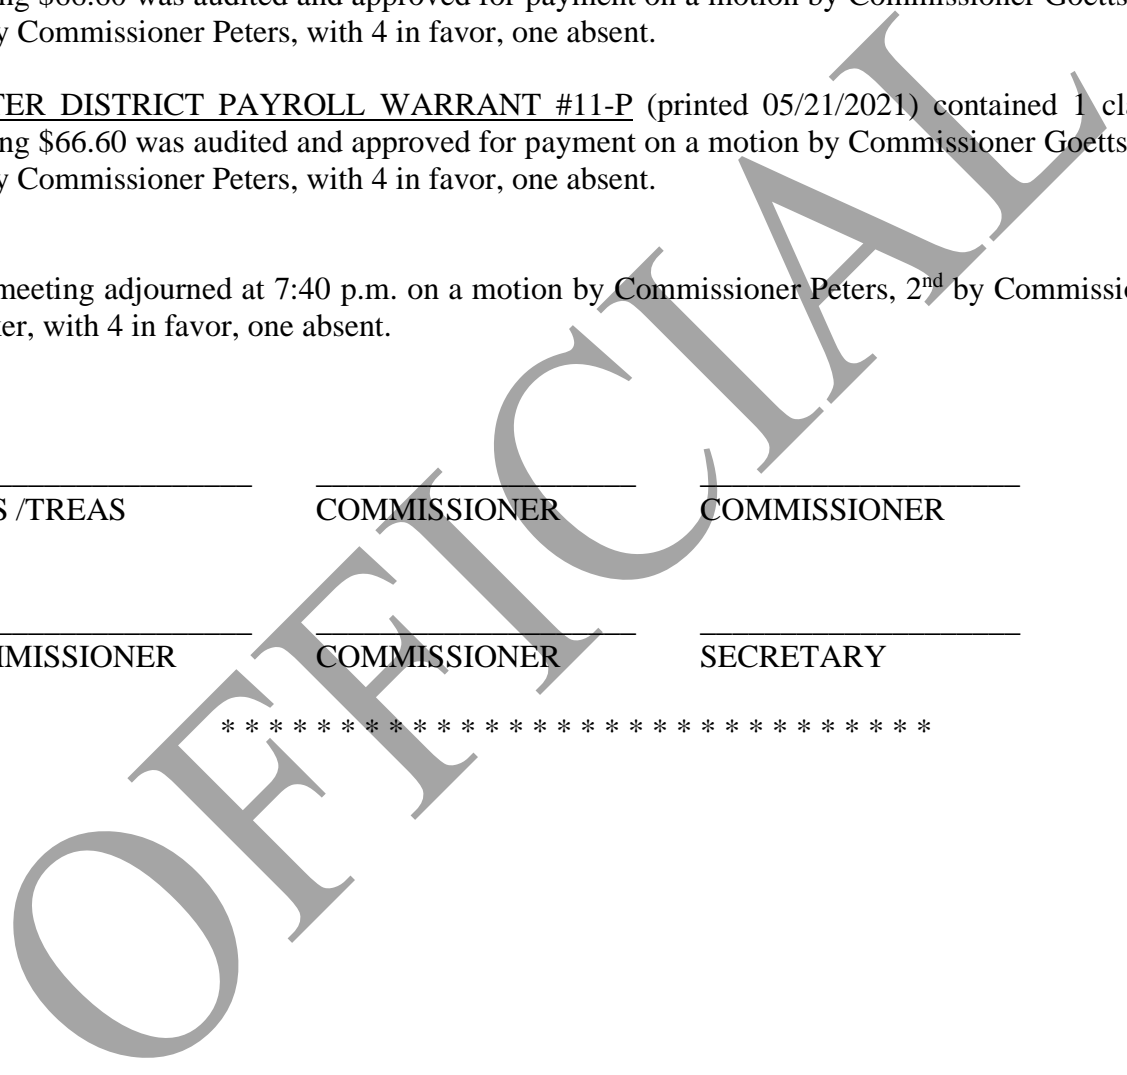 ng $66.60 was audited and approved for payment on a motion by Commissioner Goetts
y Commissioner Peters, with 4 in favor, one absent.
TER DISTRICT PAYROLL WARRANT #11-P (printed 05/21/2021) contained 1 cla
ng $66.60 was audited and approved for payment on a motion by Commissioner Goetts
y Commissioner Peters, with 4 in favor, one absent.
meeting adjourned at 7:40 p.m. on a motion by Commissioner Peters, 2nd by Commissio
ker, with 4 in favor, one absent.
S /TREAS COMMISSIONER COMMISSIONER
MMISSIONER COMMISSIONER SECRETARY
* * * * * * * * * * * * * * * * * * * * * * * * * * * * * *
OFFICIAL